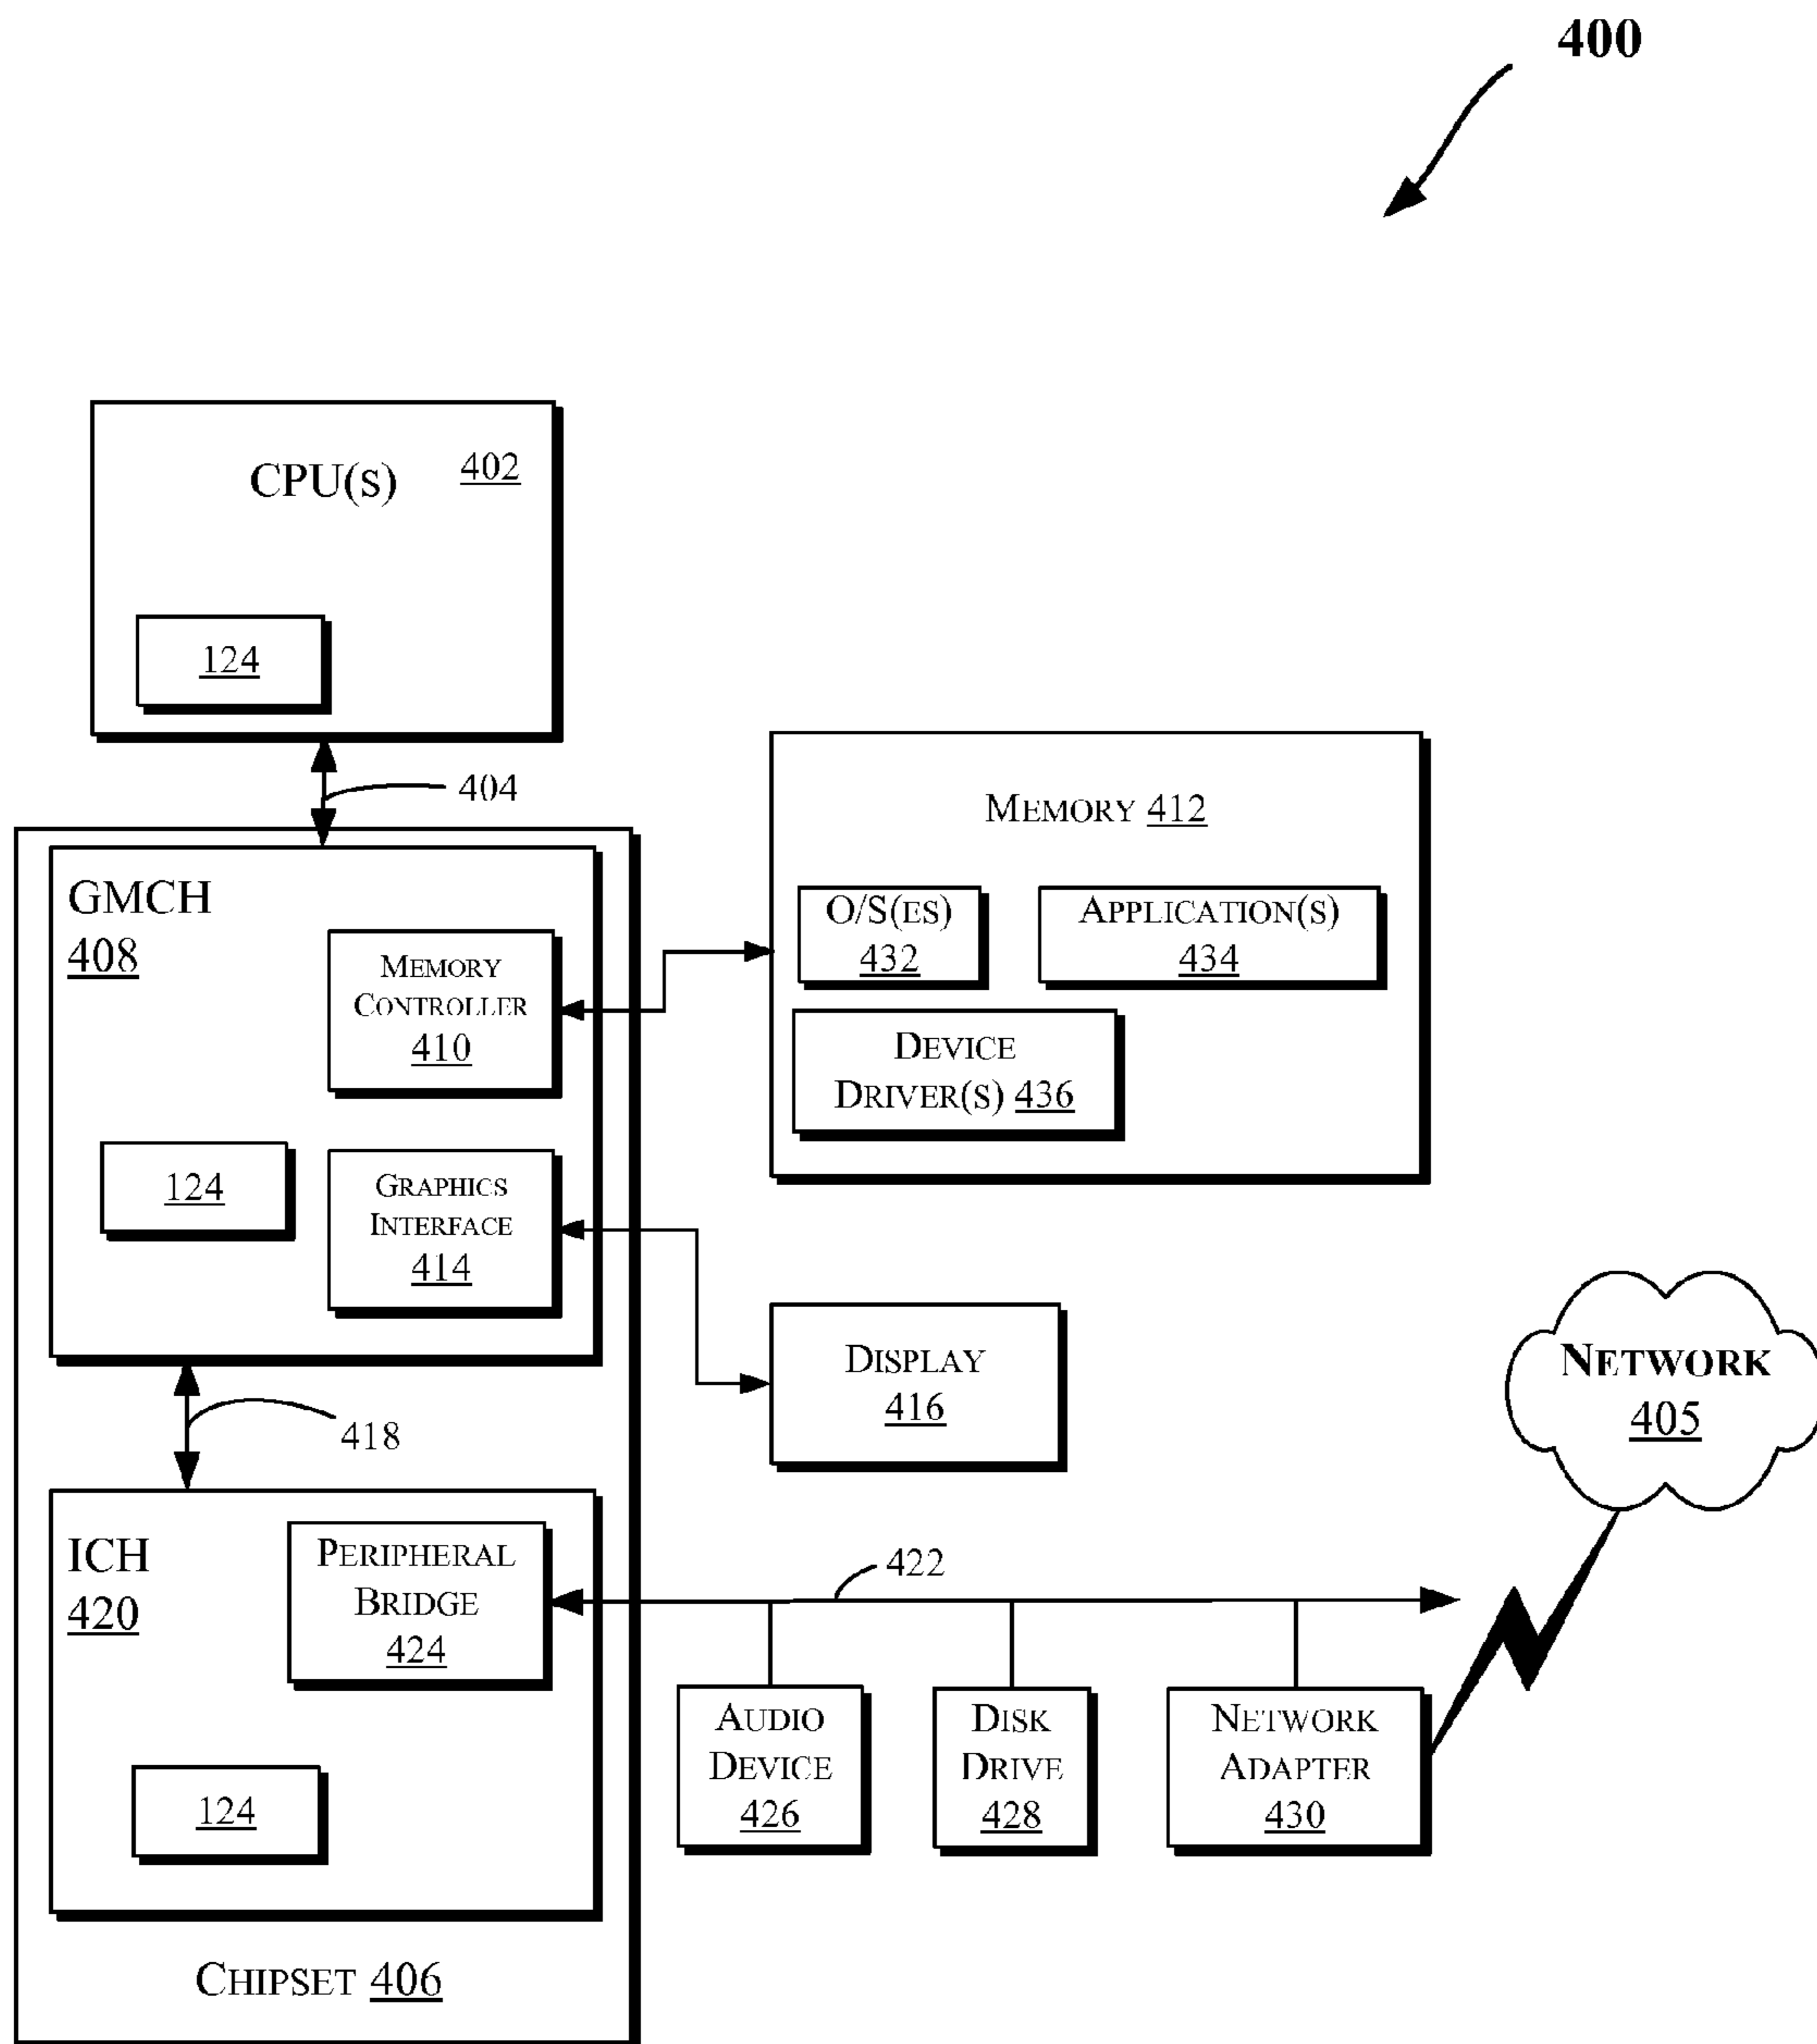 400
CPU(S) 402
124
404
GMCH
408
MEMORY
CONTROLLER
410
124
GRAPHICS
INTERFACE
414
MEMORY 412
O/S(ES)
432
APPLICATION(S)
434
DEVICE
DRIVER(S) 436
DISPLAY
416
NETWORK
405
418
ICH
420
PERIPHERAL
BRIDGE
424
422
124
AUDIO
DEVICE
426
DISK
DRIVE
428
NETWORK
ADAPTER
430
CHIPSET 406